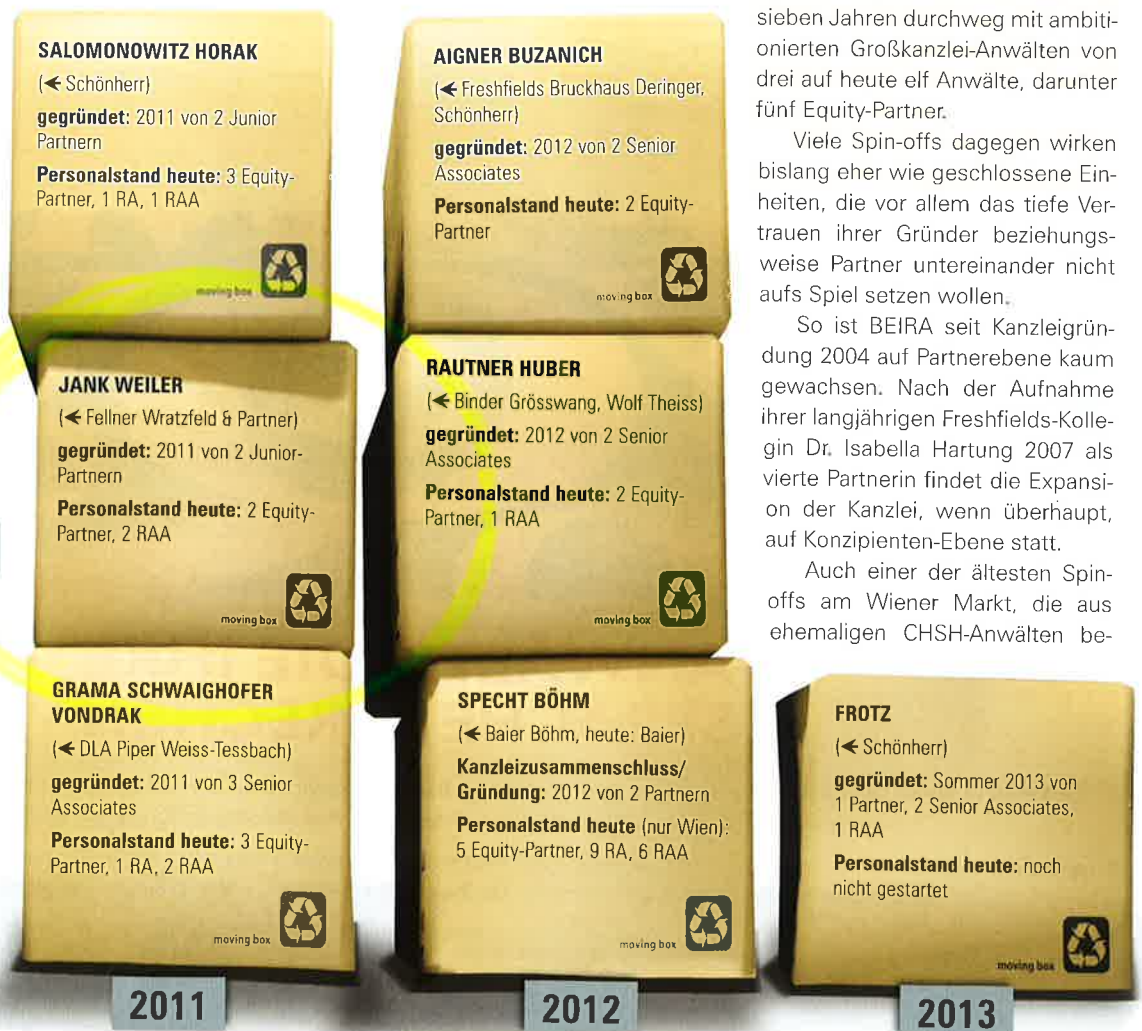 SALOMONOWITZ HORAK
(← Schönherr)
gegründet: 2011 von 2 Junior
Partnern
Personalstand heute: 3 Equity-
Partner, 1 RA, 1 RAA
moving box
JANK WEILER
(← Fellner Wratzfeld & Partner)
gegründet: 2011 von 2 Junior-
Partnern
Personalstand heute: 2 Equity-
Partner, 2 RAA
moving box
GRAMA SCHWAIGHOFER
VONDRAK
(← DLA Piper Weiss-Tessbach)
gegründet: 2011 von 3 Senior
Associates
Personalstand heute: 3 Equity-
Partner, 1 RA, 2 RAA
moving box
2011
AIGNER BUZANICH
(← Freshfields Bruckhaus Deringer,
Schönherr)
gegründet: 2012 von 2 Senior
Associates
Personalstand heute: 2 Equity-
Partner
moving box
RAUTNER HUBER
(← Binder Grösswang, Wolf Theiss)
gegründet: 2012 von 2 Senior
Associates
Personalstand heute: 2 Equity-
Partner, 1 RAA
moving box
SPECHT BÖHM
(← Baier Böhm, heute: Baier)
Kanzleizusammenschluss/
Gründung: 2012 von 2 Partnern
Personalstand heute (nur Wien):
5 Equity-Partner, 9 RA, 6 RAA
moving box
2012
sieben Jahren durchweg mit ambiti-
onierten Großkanzlei-Anwälten von
drei auf heute elf Anwälte, darunter
fünf Equity-Partner.
Viele Spin-offs dagegen wirken
bislang eher wie geschlossene Ein-
heiten, die vor allem das tiefe Ver-
trauen ihrer Gründer beziehungs-
weise Partner untereinander nicht
aufs Spiel setzen wollen.
So ist BEIRA seit Kanzleigrün-
dung 2004 auf Partnerebene kaum
gewachsen. Nach der Aufnahme
ihrer langjährigen Freshfields-Kolle-
gin Dr. Isabella Hartung 2007 als
vierte Partnerin findet die Expansi-
on der Kanzlei, wenn überhaupt,
auf Konzipienten-Ebene statt.
Auch einer der ältesten Spin-
offs am Wiener Markt, die aus
ehemaligen CHSH-Anwälten be-
FROTZ
(← Schönherr)
gegründet: Sommer 2013 von
1 Partner, 2 Senior Associates,
1 RAA
Personalstand heute: noch
nicht gestartet
moving box
2013